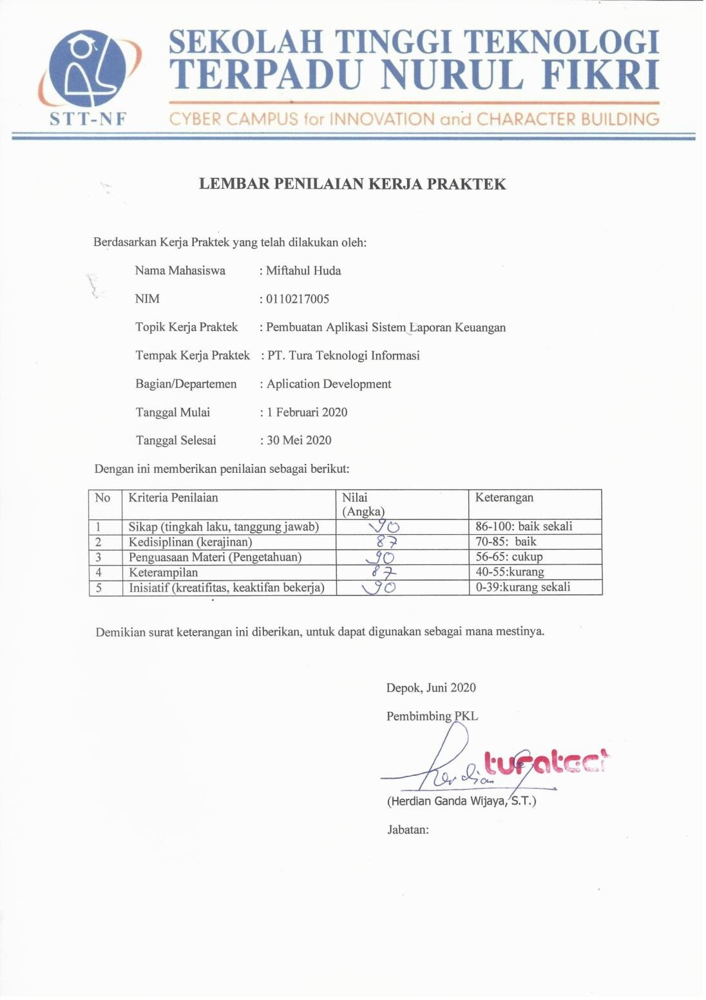 SEKOLAH TINGGI TEKNOLOGI
TERPADU NURUL FIKRI
STT-NF
CYBER CAMPUS for INNOVATION and CHARACTER BUILDING
LEMBAR PENILAIAN KERJA PRAKTEK
Berdasarkan Kerja Praktek yang telah dilakukan oleh:
Nama Mahasiswa : Miftahul Huda
NIM : 0110217005
Topik Kerja Praktek : Pembuatan Aplikasi Sistem Laporan Keuangan
Tempak Kerja Praktek : PT. Tura Teknologi Informasi
Bagian/Departemen : Aplication Development
Tanggal Mulai : 1 Februari 2020
Tanggal Selesai : 30 Mei 2020
Dengan ini memberikan penilaian sebagai berikut:
No Kriteria Penilaian Nilai (Angka) Keterangan
1 Sikap (tingkah laku, tanggung jawab) 90 86-100: baik sekali
2 Kedisiplinan (kerajinan) 87 70-85: baik
3 Penguasaan Materi (Pengetahuan) 90 56-65: cukup
4 Keterampilan 87 40-55:kurang
5 Inisiatif (kreatifitas, keaktifan bekerja) 90 0-39:kurang sekali
Demikian surat keterangan ini diberikan, untuk dapat digunakan sebagai mana mestinya.
Depok, Juni 2020
Pembimbing PKL
Herdian
(Herdian Ganda Wijaya, S.T.)
Jabatan: